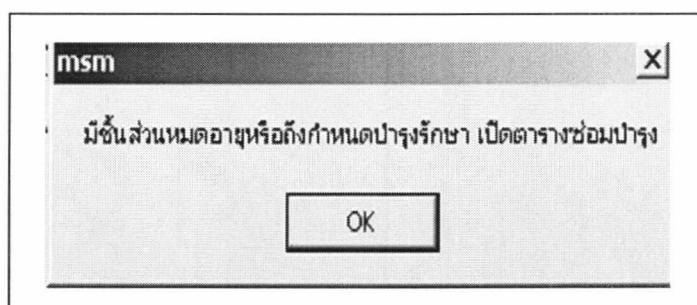 msm
มีชิ้นส่วนหมดอายุหรือถึงกำหนดบำรุงรักษา เปิดตารางซ่อมบำรุง
OK